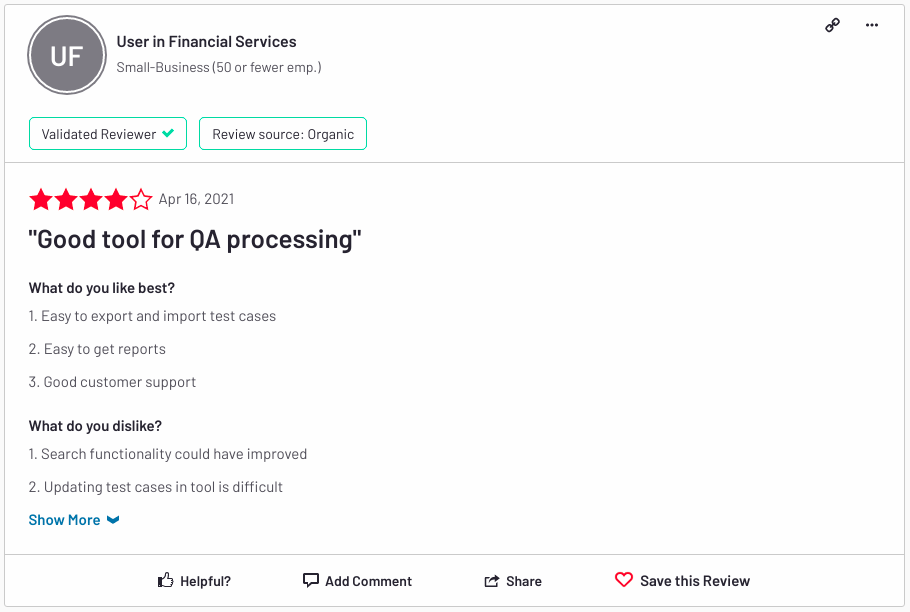 UF
User in Financial Services
Small-Business (50 or fewer emp.)
Validated Reviewer
Review source: Organic
Apr 16, 2021
"Good tool for QA processing"
What do you like best?
1. Easy to export and import test cases
2. Easy to get reports
3. Good customer support
What do you dislike?
1. Search functionality could have improved
2. Updating test cases in tool is difficult
Show More
Helpful?
Add Comment
Share
Save this Review